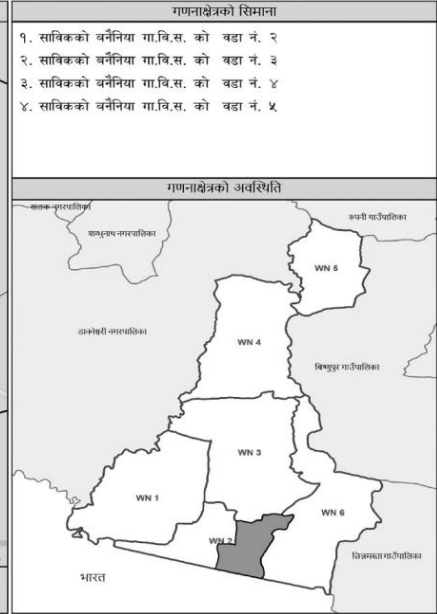 गणनाक्षेत्रको सिमाना
१. साविकको बनैनिया गा.वि.स. को वडा नं. २
२. साविकको बनैनिया गा.वि.स. को वडा नं. ३
३. साविकको बनैनिया गा.वि.स. को वडा नं. ४
४. साविकको बनैनिया गा.वि.स. को वडा नं. ५
गणनाक्षेत्रको अवस्थिति
नगरपालिका
रुपनी गाउँपालिका
शम्भुनाथ नगरपालिका
WN 5
डाक्नेश्वरी नगरपालिका
WN 4
बिष्णुपुर गाउँपालिका
WN 3
WN 1
WN 6
WN 2
छिन्नमस्ता गाउँपालिका
भारत